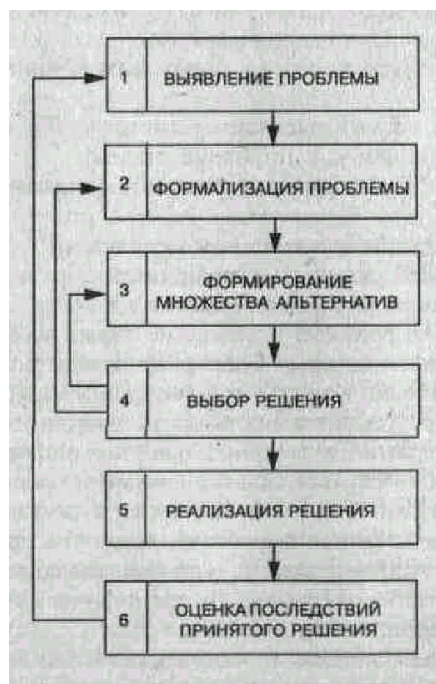 1 ВЫЯВЛЕНИЕ ПРОБЛЕМЫ
2 ФОРМАЛИЗАЦИЯ ПРОБЛЕМЫ
3 ФОРМИРОВАНИЕ
МНОЖЕСТВА АЛЬТЕРНАТИВ
4 ВЫБОР РЕШЕНИЯ
5 РЕАЛИЗАЦИЯ РЕШЕНИЯ
6 ОЦЕНКА ПОСЛЕДСТВИЙ
ПРИНЯТОГО РЕШЕНИЯ